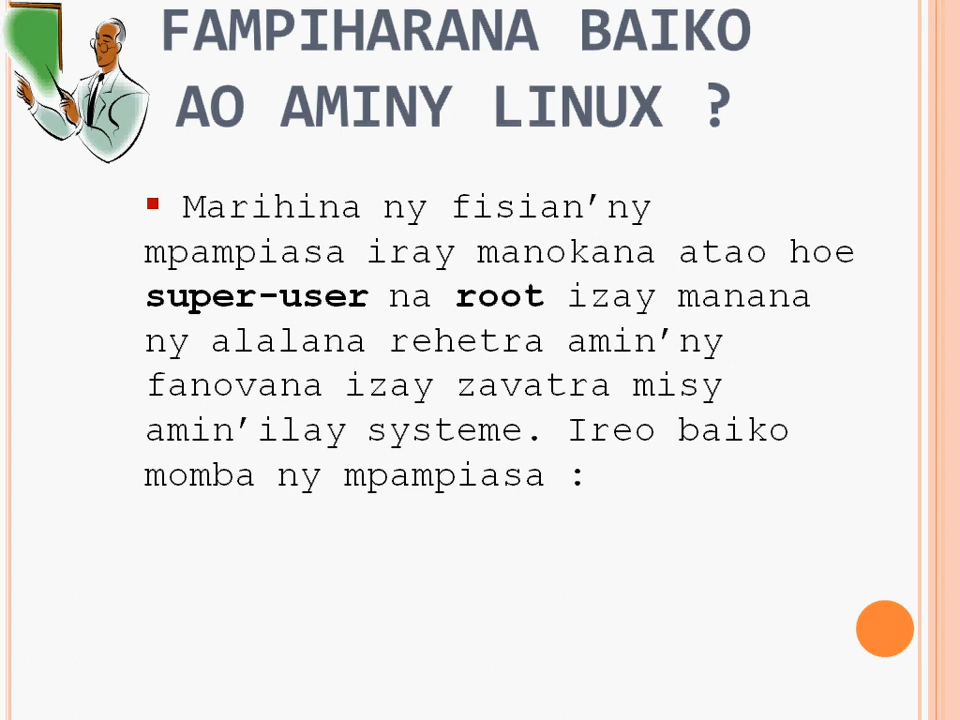 FAMPIHARANA BAIKO
AO AMINY LINUX ?
▪ Marihina ny fisian’ny
mpampiasa iray manokana atao hoe
super-user na root izay manana
ny alalana rehetra amin’ny
fanovana izay zavatra misy
amin’ilay systeme. Ireo baiko
momba ny mpampiasa :